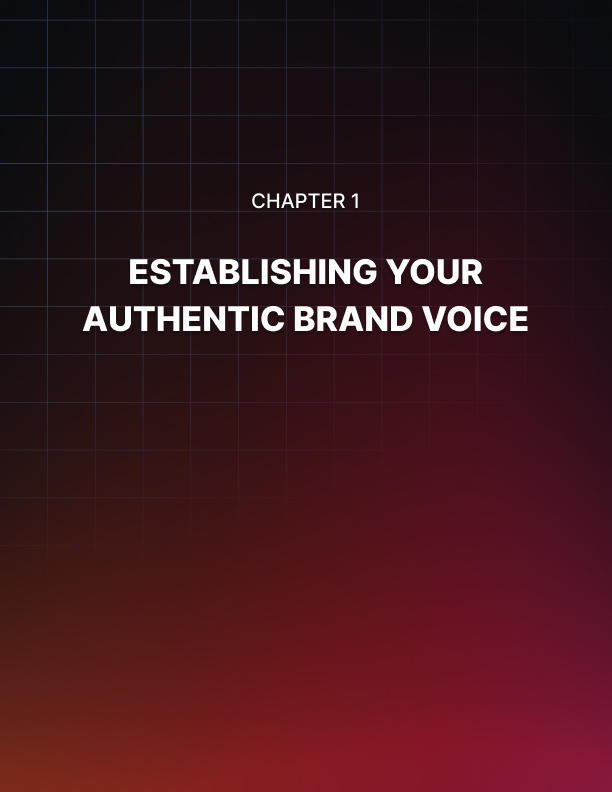 CHAPTER 1
ESTABLISHING YOUR
AUTHENTIC BRAND VOICE